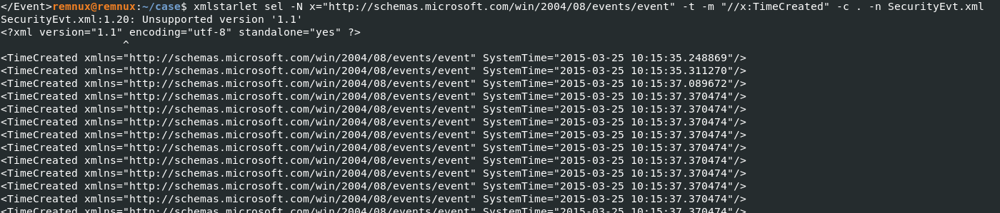 </Event>remnux@remnux:~/case$ xmlstarlet sel -N x="http://schemas.microsoft.com/win/2004/08/events/event" -t -m "//x:TimeCreated" -c . -n SecurityEvt.xml
SecurityEvt.xml:1.20: Unsupported version '1.1'
<?xml version="1.1" encoding="utf-8" standalone="yes" ?>
                   ^
<TimeCreated xmlns="http://schemas.microsoft.com/win/2004/08/events/event" SystemTime="2015-03-25 10:15:35.248869"/>
<TimeCreated xmlns="http://schemas.microsoft.com/win/2004/08/events/event" SystemTime="2015-03-25 10:15:35.311270"/>
<TimeCreated xmlns="http://schemas.microsoft.com/win/2004/08/events/event" SystemTime="2015-03-25 10:15:37.089672"/>
<TimeCreated xmlns="http://schemas.microsoft.com/win/2004/08/events/event" SystemTime="2015-03-25 10:15:37.370474"/>
<TimeCreated xmlns="http://schemas.microsoft.com/win/2004/08/events/event" SystemTime="2015-03-25 10:15:37.370474"/>
<TimeCreated xmlns="http://schemas.microsoft.com/win/2004/08/events/event" SystemTime="2015-03-25 10:15:37.370474"/>
<TimeCreated xmlns="http://schemas.microsoft.com/win/2004/08/events/event" SystemTime="2015-03-25 10:15:37.370474"/>
<TimeCreated xmlns="http://schemas.microsoft.com/win/2004/08/events/event" SystemTime="2015-03-25 10:15:37.370474"/>
<TimeCreated xmlns="http://schemas.microsoft.com/win/2004/08/events/event" SystemTime="2015-03-25 10:15:37.370474"/>
<TimeCreated xmlns="http://schemas.microsoft.com/win/2004/08/events/event" SystemTime="2015-03-25 10:15:37.370474"/>
<TimeCreated xmlns="http://schemas.microsoft.com/win/2004/08/events/event" SystemTime="2015-03-25 10:15:37.370474"/>
<TimeCreated xmlns="http://schemas.microsoft.com/win/2004/08/events/event" SystemTime="2015-03-25 10:15:37.370474"/>
<TimeCreated xmlns="http://schemas.microsoft.com/win/2004/08/events/event" SystemTime="2015-03-25 10:15:37.370474"/>